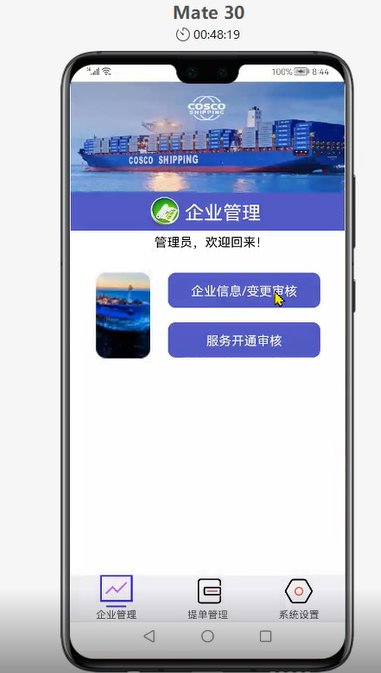 Mate 30
00:48:19
100% 8:44
COSCO
SHIPPING
COSCO SHIPPING
企业管理
管理员，欢迎回来！
企业信息/变更审核
服务开通审核
企业管理 提单管理 系统设置